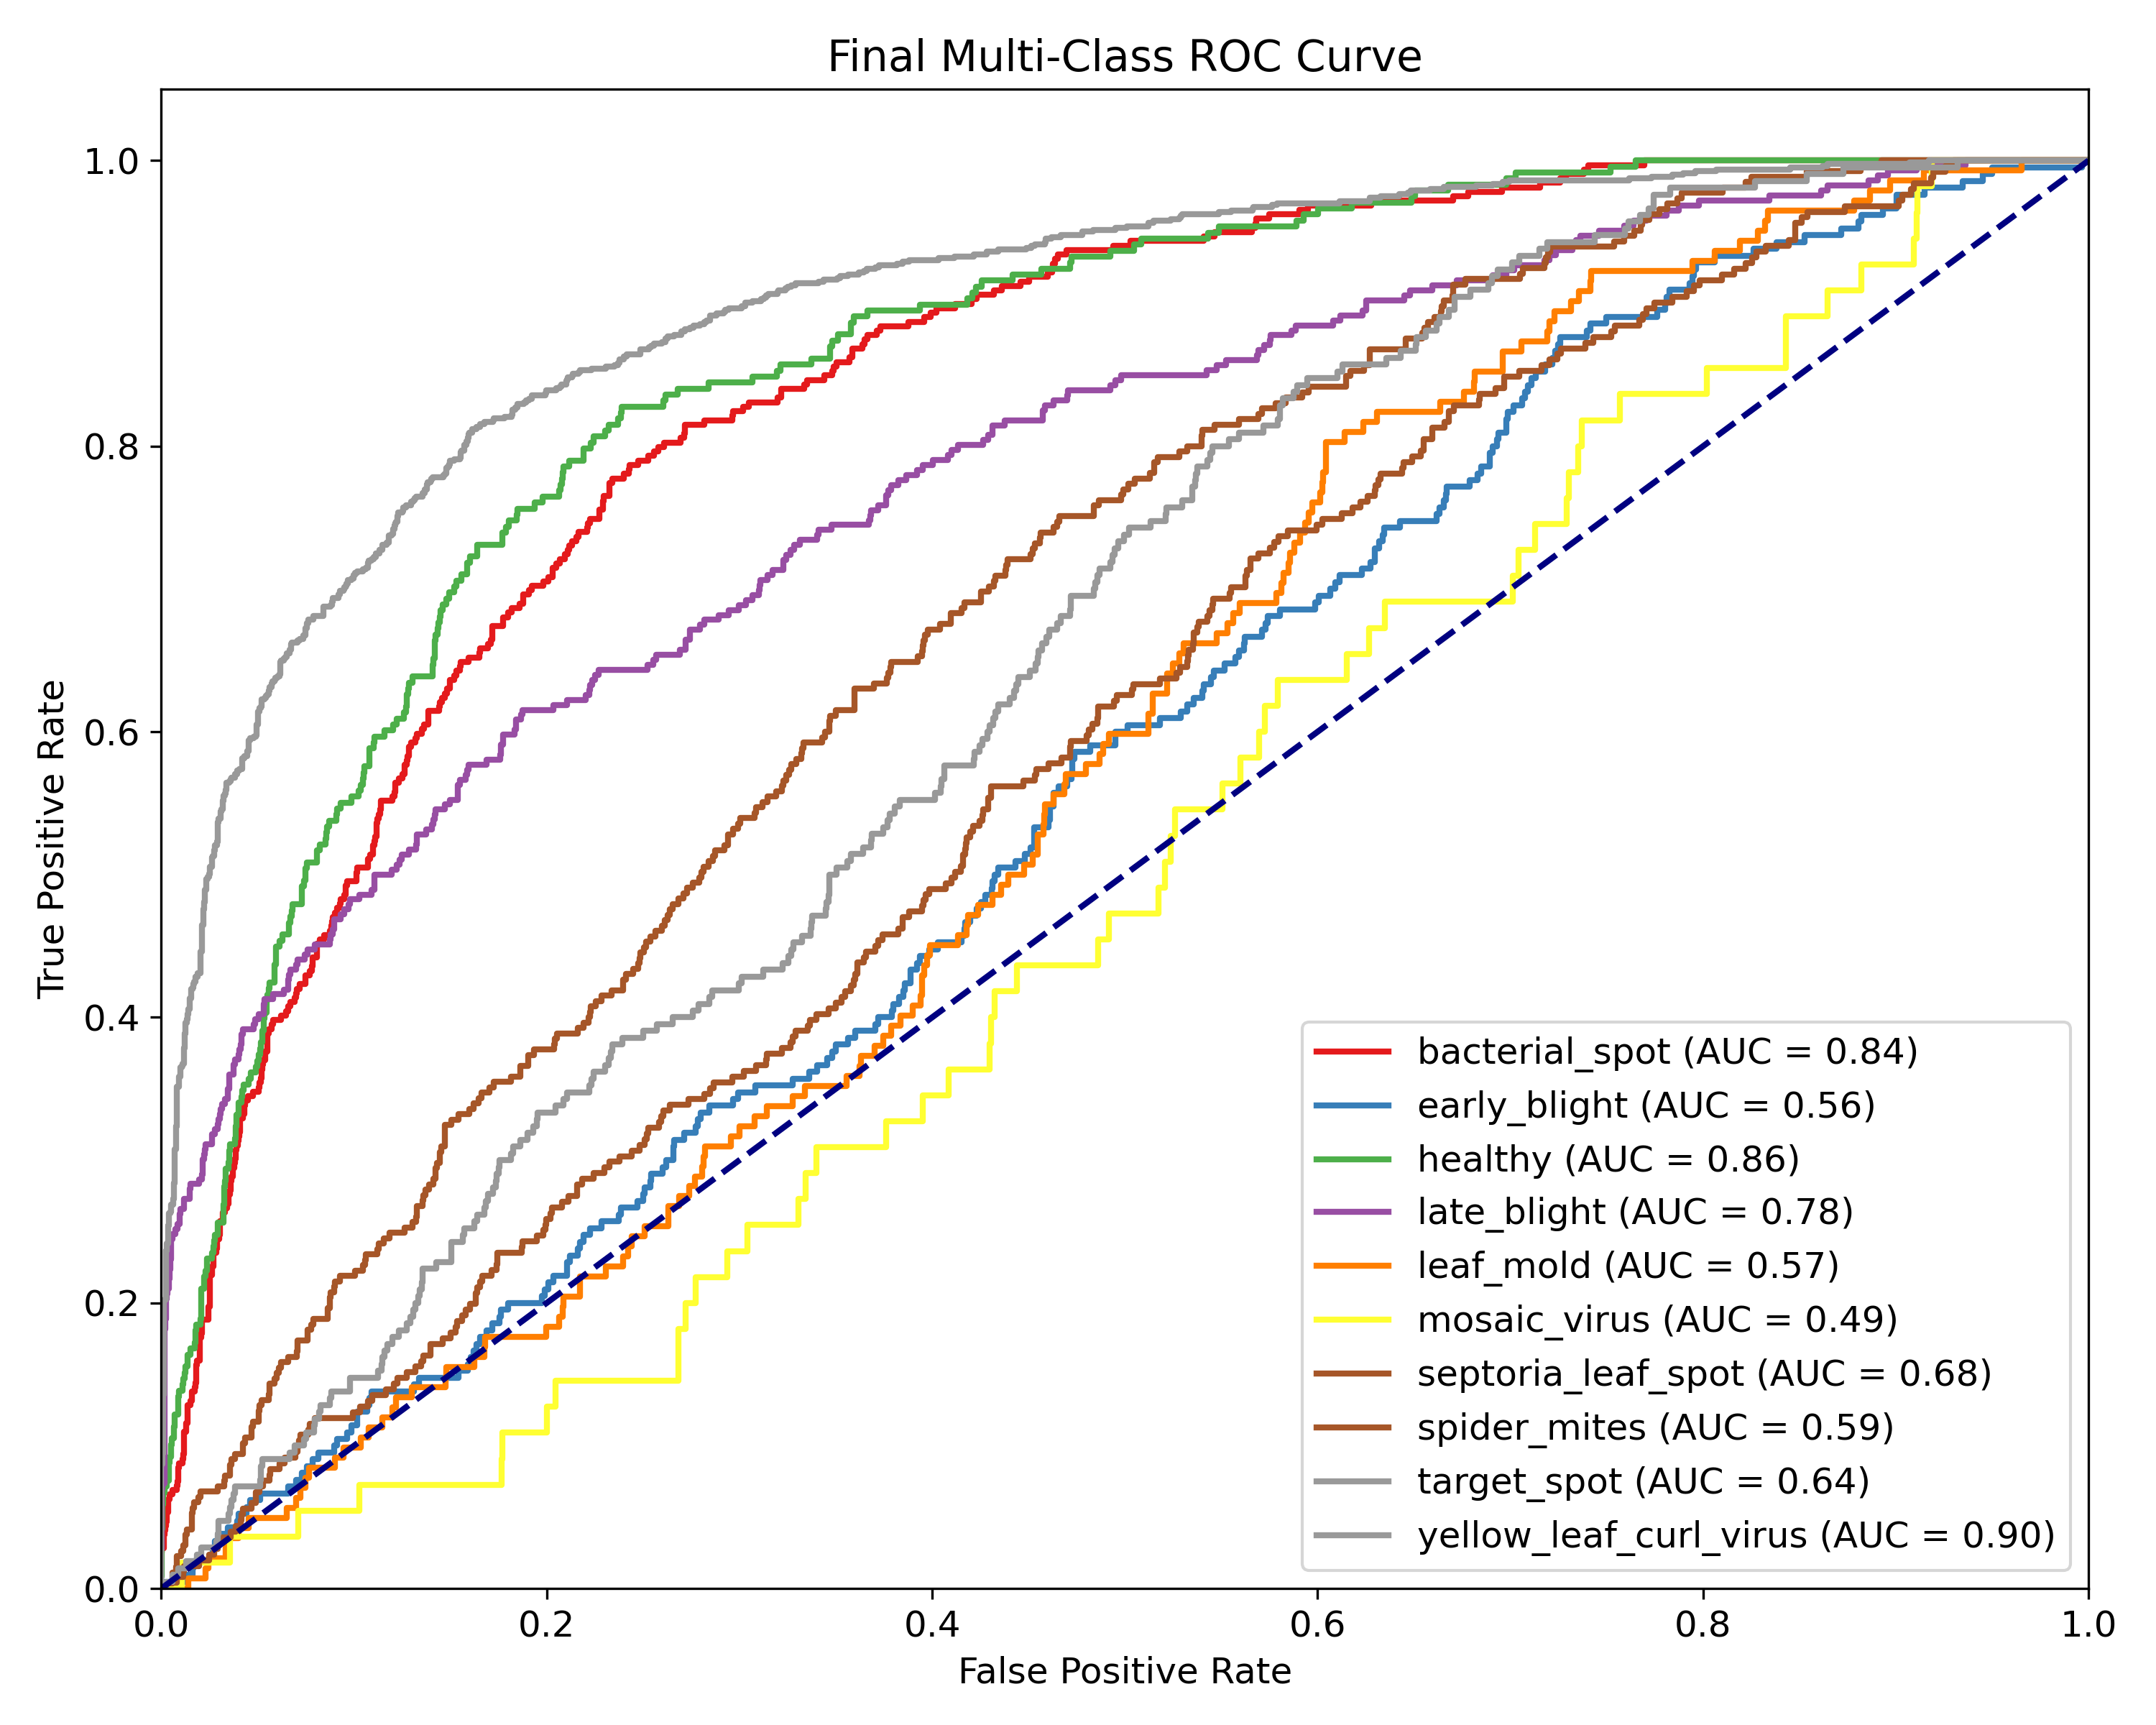 Final Multi-Class ROC Curve
True Positive Rate
1.0
0.8
0.6
0.4
0.2
0.0
bacterial_spot (AUC = 0.84)
early_blight (AUC = 0.56)
healthy (AUC = 0.86)
late_blight (AUC = 0.78)
leaf_mold (AUC = 0.57)
mosaic_virus (AUC = 0.49)
septoria_leaf_spot (AUC = 0.68)
spider_mites (AUC = 0.59)
target_spot (AUC = 0.64)
yellow_leaf_curl_virus (AUC = 0.90)
0.0 0.2 0.4 0.6 0.8 1.0
False Positive Rate